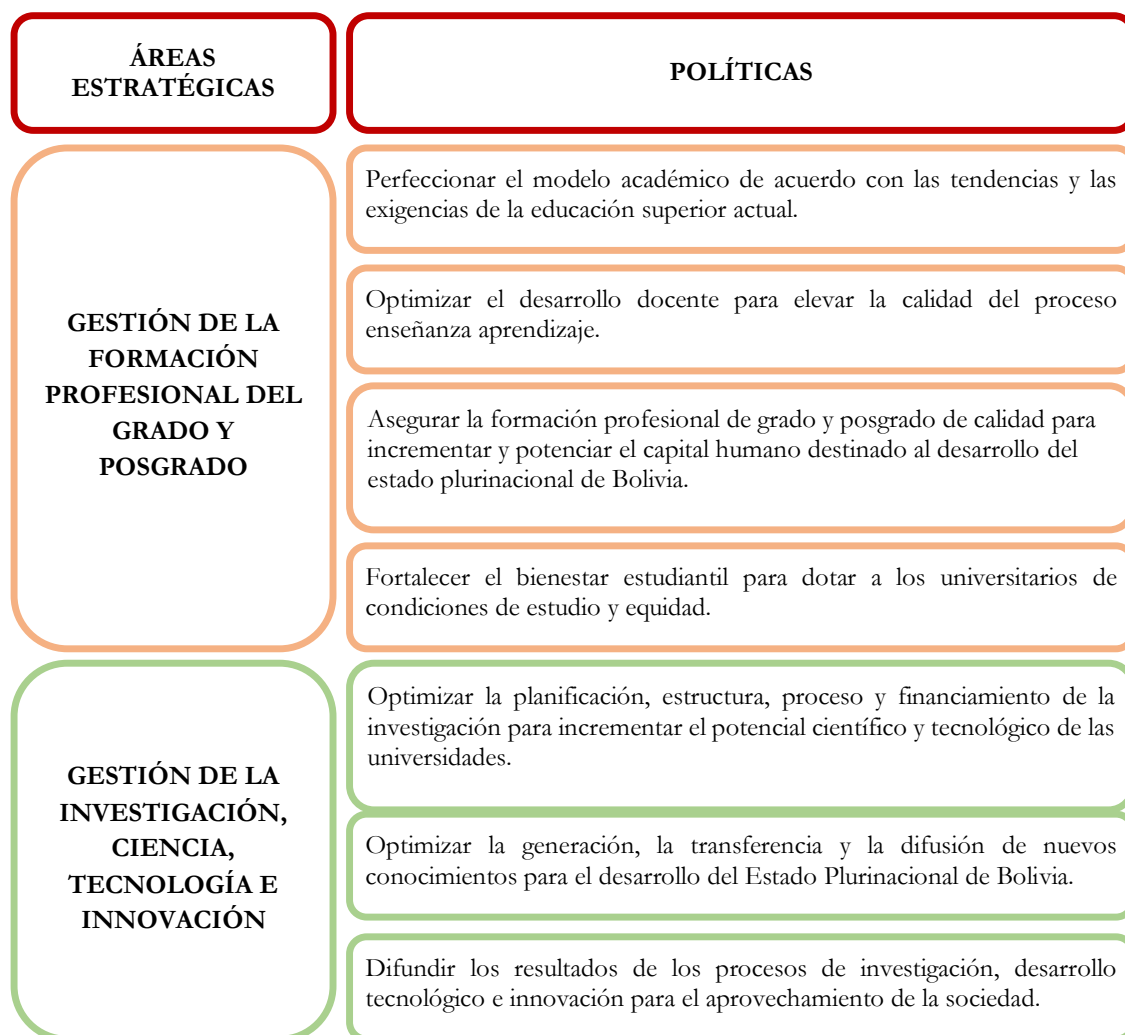 ÁREAS
ESTRATÉGICAS
POLÍTICAS
GESTIÓN DE LA
FORMACIÓN
PROFESIONAL DEL
GRADO Y
POSGRADO
Perfeccionar el modelo académico de acuerdo con las tendencias y las
exigencias de la educación superior actual.
Optimizar el desarrollo docente para elevar la calidad del proceso
enseñanza aprendizaje.
Asegurar la formación profesional de grado y posgrado de calidad para
incrementar y potenciar el capital humano destinado al desarrollo del
estado plurinacional de Bolivia.
Fortalecer el bienestar estudiantil para dotar a los universitarios de
condiciones de estudio y equidad.
GESTIÓN DE LA
INVESTIGACIÓN,
CIENCIA,
TECNOLOGÍA E
INNOVACIÓN
Optimizar la planificación, estructura, proceso y financiamiento de la
investigación para incrementar el potencial científico y tecnológico de las
universidades.
Optimizar la generación, la transferencia y la difusión de nuevos
conocimientos para el desarrollo del Estado Plurinacional de Bolivia.
Difundir los resultados de los procesos de investigación, desarrollo
tecnológico e innovación para el aprovechamiento de la sociedad.